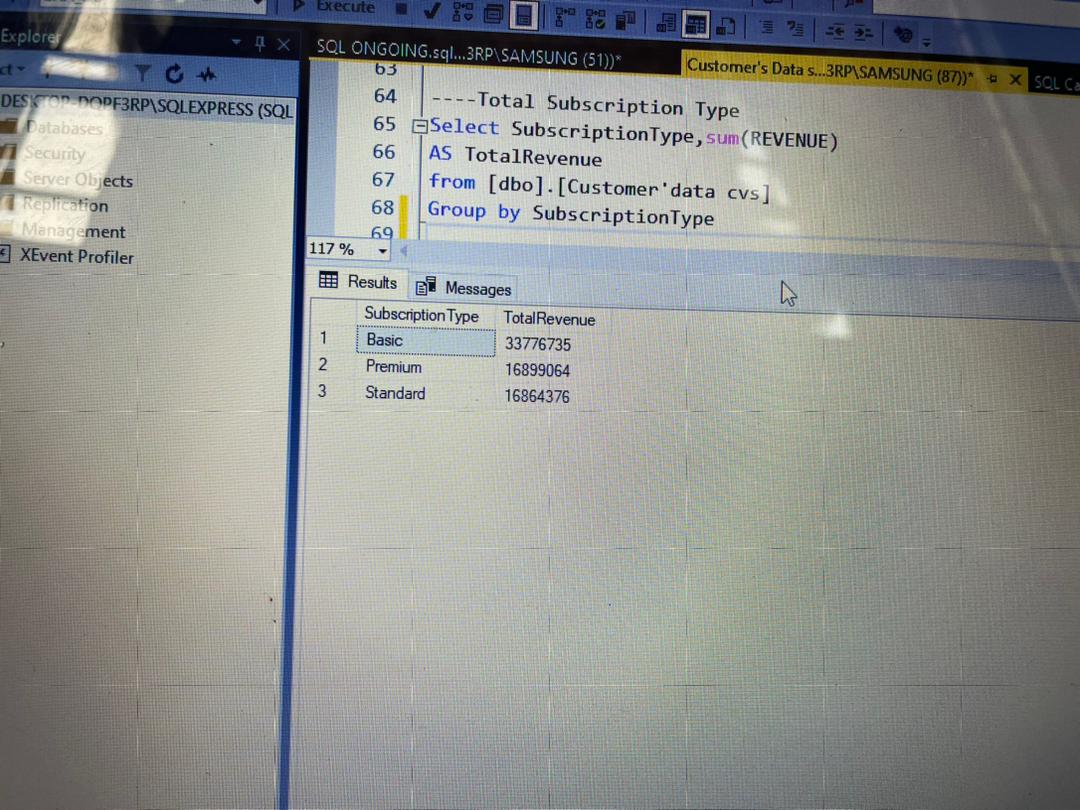 Execute
Explorer
SQL ONGOING.sql...3RP\SAMSUNG (51))*
Customer's Data s...3RP\SAMSUNG (87))*
SQL Ca
ct
DESKTOP-DQPF3RP\SQLEXPRESS (SQL
Databases
Security
Server Objects
Replication
Management
XEvent Profiler
63
64 ----Total Subscription Type
65 Select SubscriptionType,sum(REVENUE)
66 AS TotalRevenue
67 from [dbo].[Customer'data cvs]
68 Group by SubscriptionType
69
117 %
Results Messages
SubscriptionType TotalRevenue
1 Basic 33776735
2 Premium 16899064
3 Standard 16864376